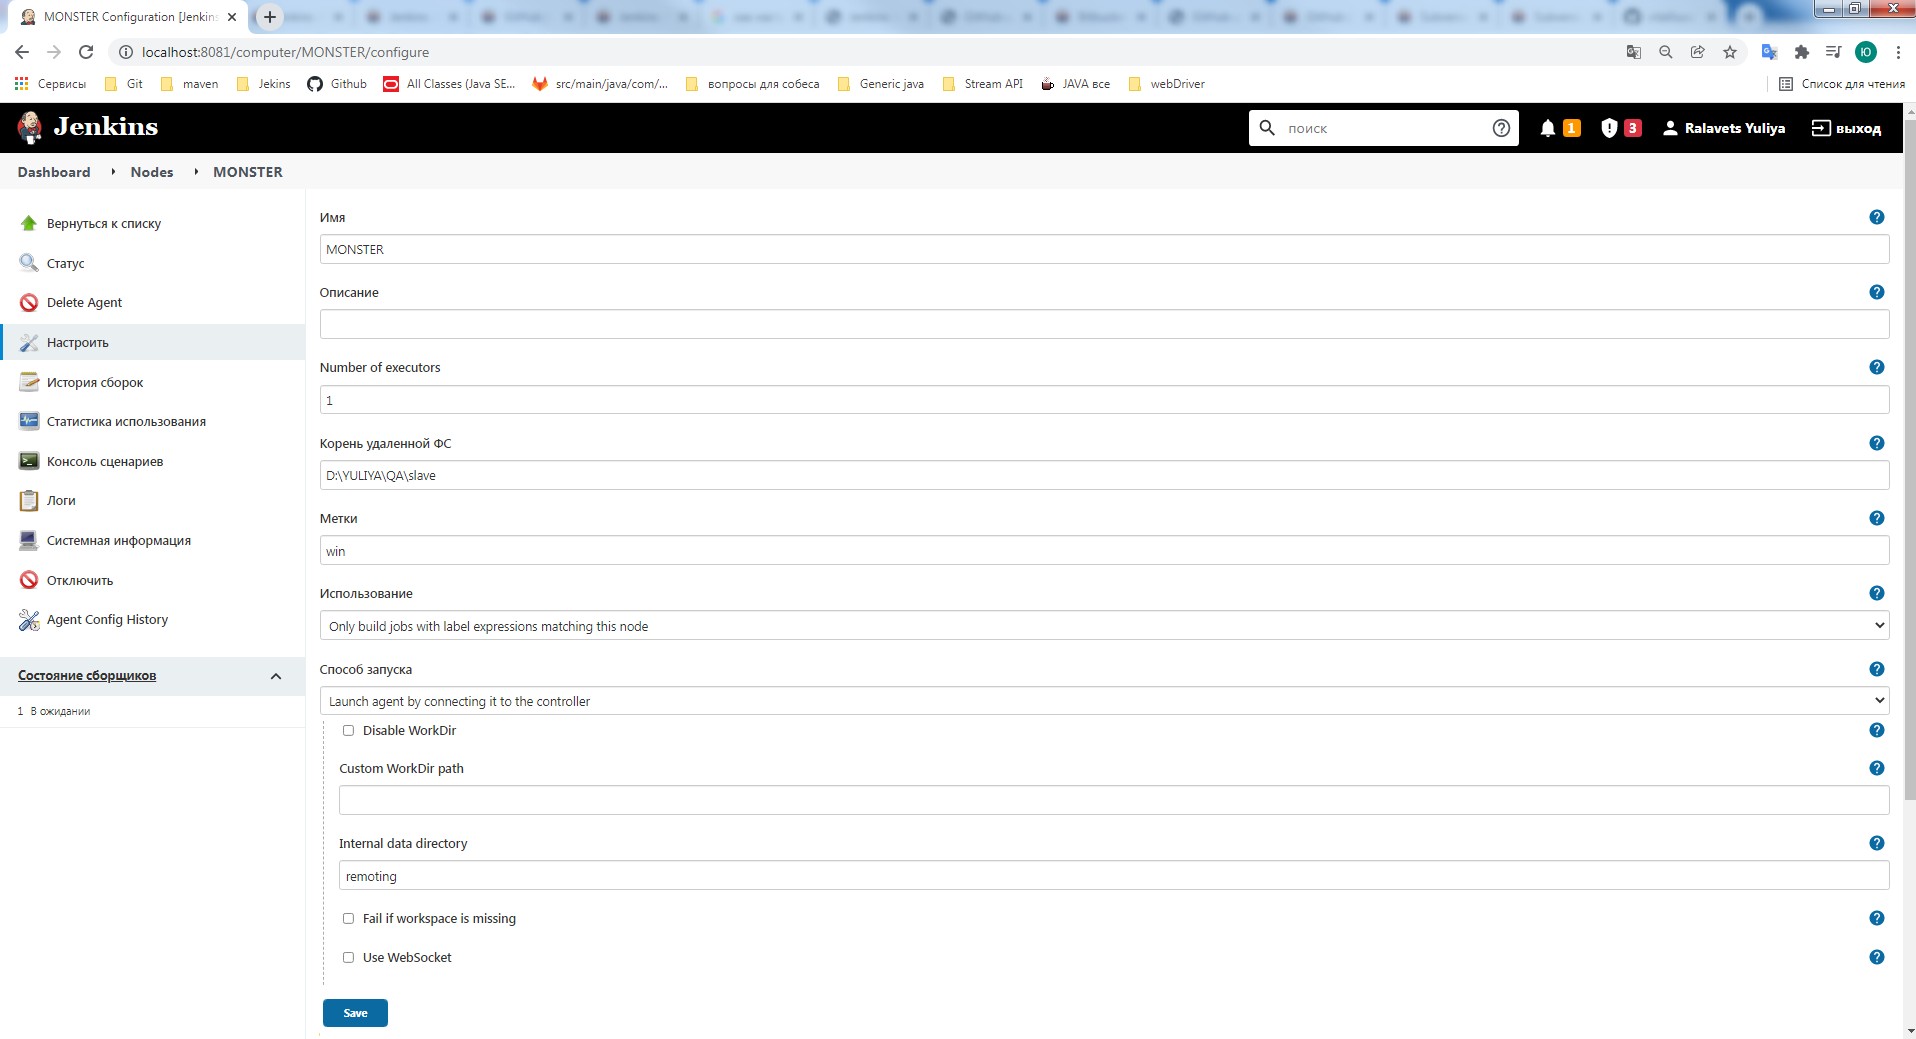 MONSTER Configuration [Jenkins
localhost:8081/computer/MONSTER/configure
Ю
Сервисы Git maven Jekins Github All Classes (Java SE... src/main/java/com/... вопросы для собеса Generic java Stream API JAVA все webDriver Список для чтения
Jenkins
поиск
1
3
Ralavets Yuliya
выход
Dashboard Nodes MONSTER
Вернуться к списку
Статус
Delete Agent
Настроить
История сборок
Статистика использования
Консоль сценариев
Логи
Системная информация
Отключить
Agent Config History
Состояние сборщиков
1 В ожидании
Имя
MONSTER
Описание
Number of executors
1
Корень удаленной ФС
D:\YULIYA\QA\slave
Метки
win
Использование
Only build jobs with label expressions matching this node
Способ запуска
Launch agent by connecting it to the controller
Disable WorkDir
Custom WorkDir path
Internal data directory
remoting
Fail if workspace is missing
Use WebSocket
Save